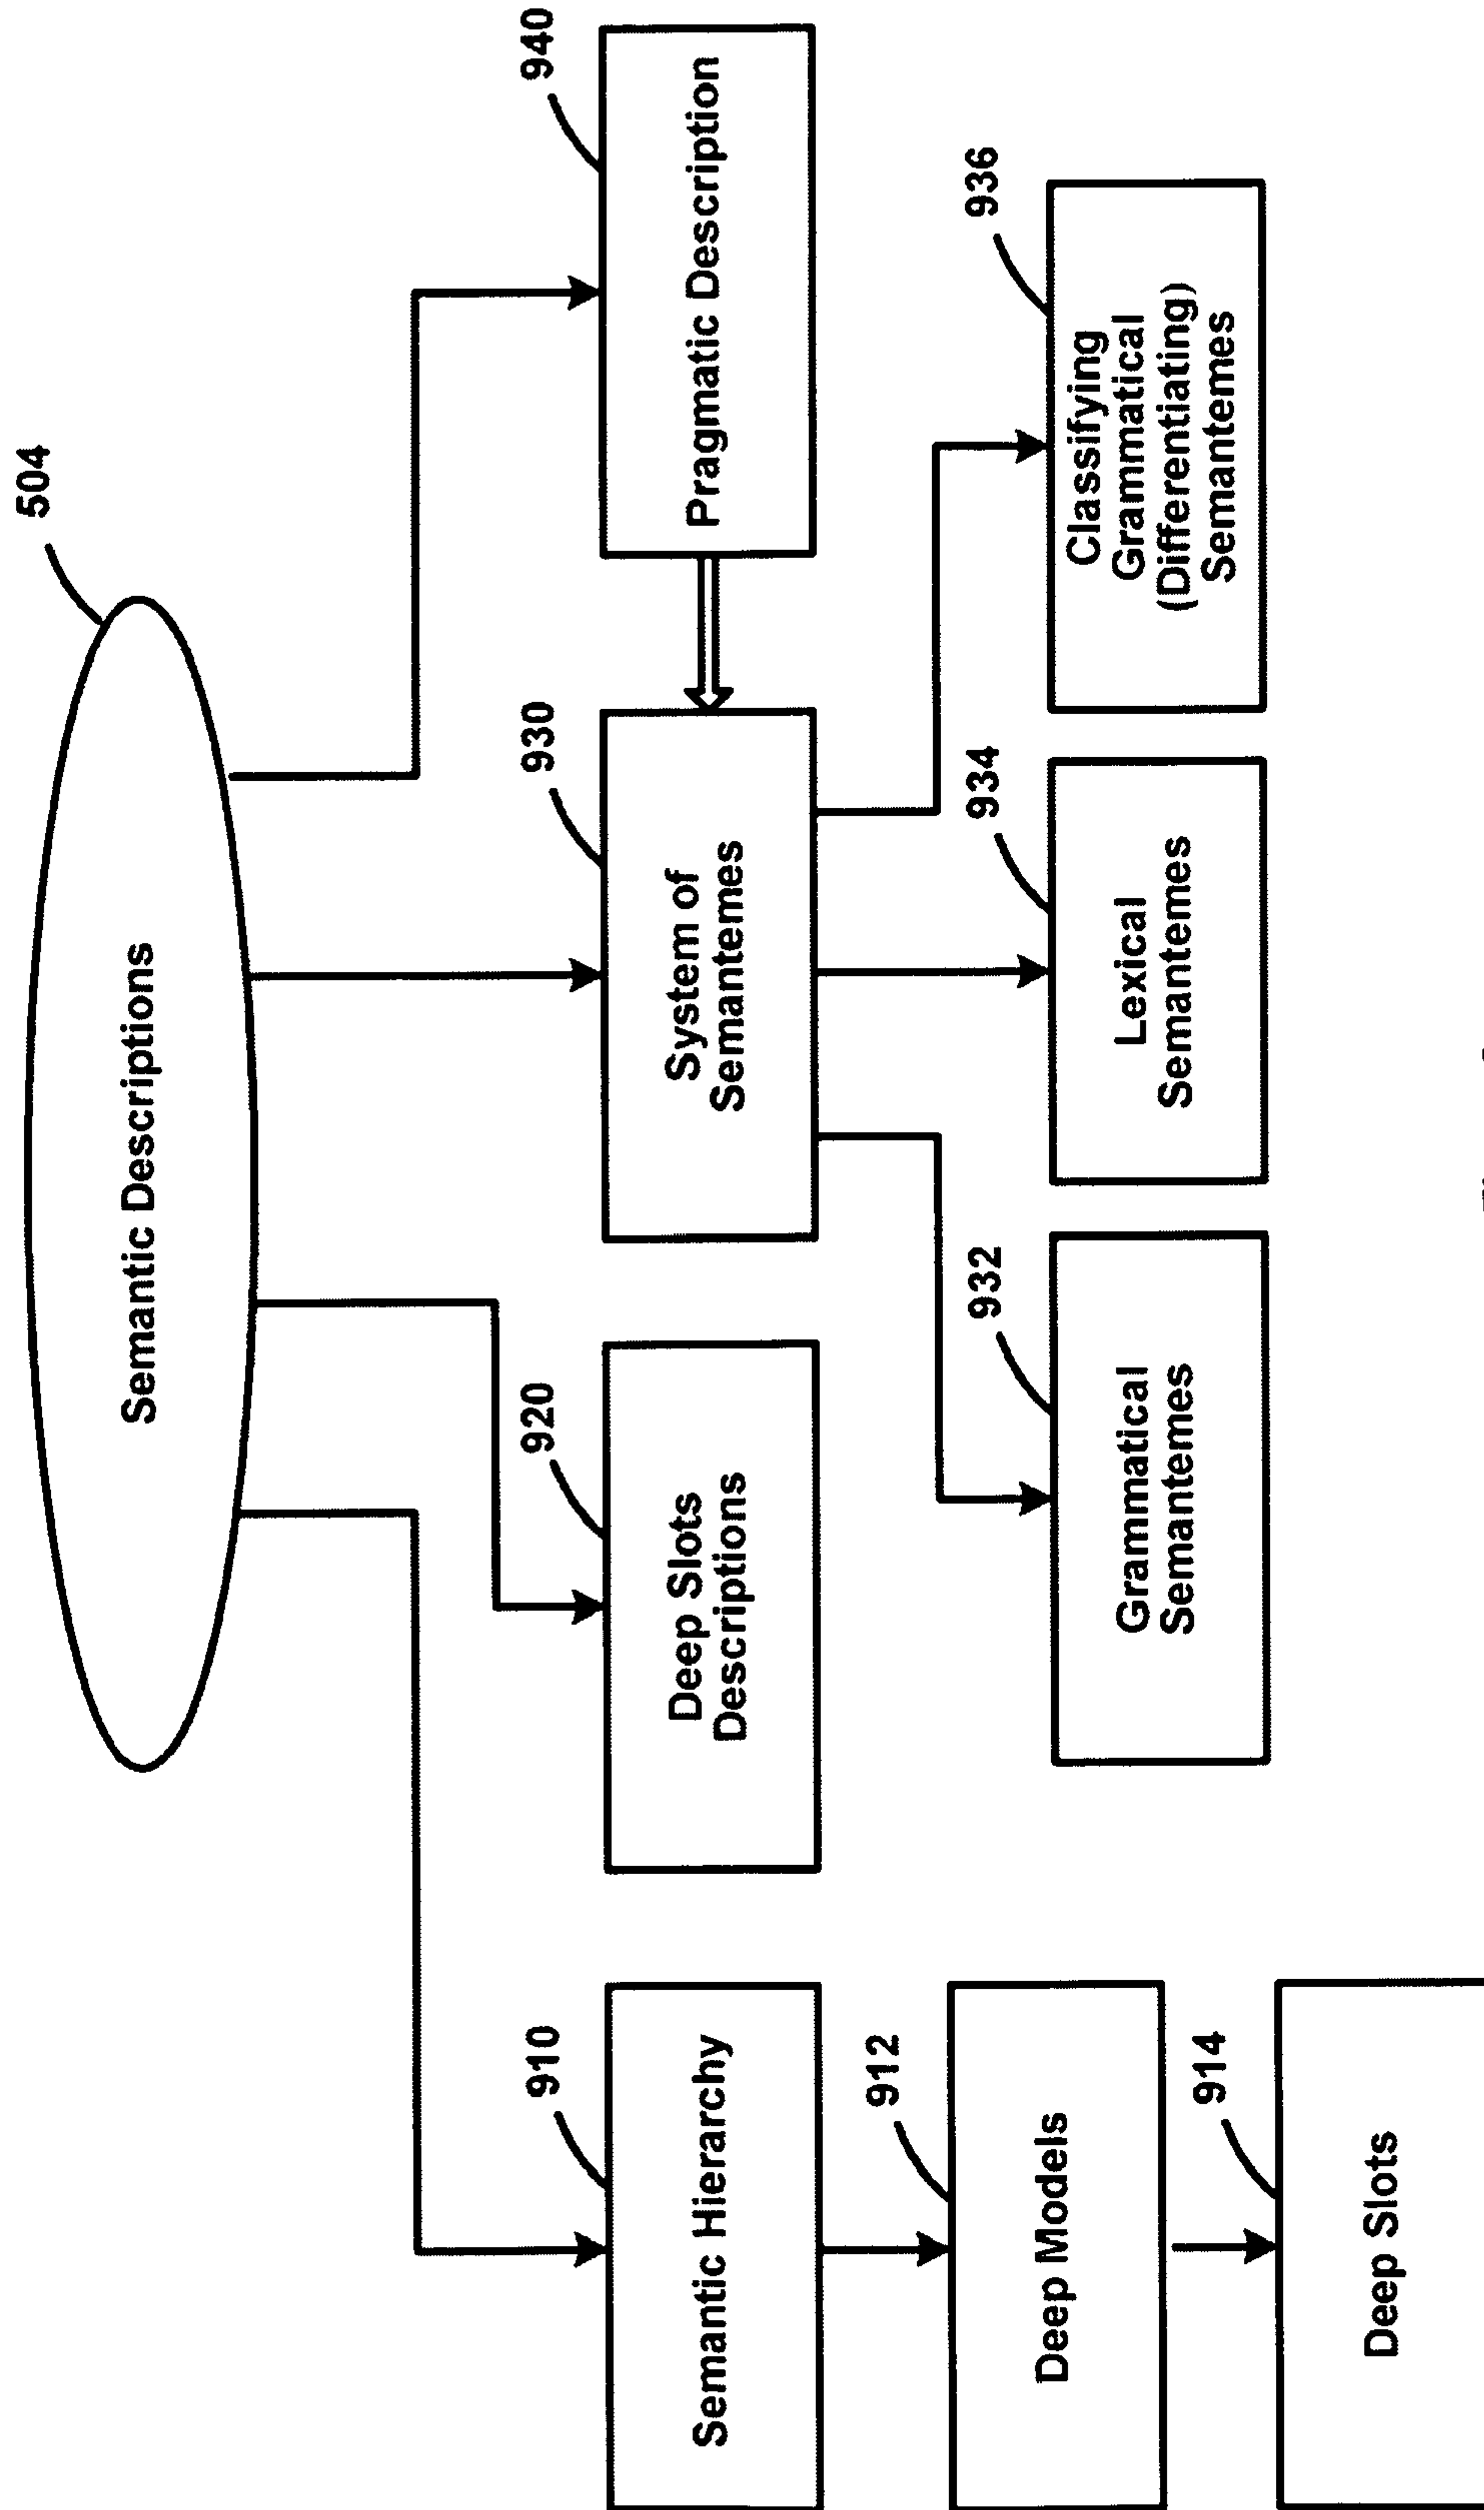 504
Semantic Descriptions
910
920
930
940
Semantic Hierarchy
Deep Slots
Descriptions
System of
Semantemes
Pragmatic Description
912
932
934
936
Deep Models
Grammatical
Semantemes
Lexical
Semantemes
Classifying
Grammatical
(Differentiating)
Semantemes
914
Deep Slots